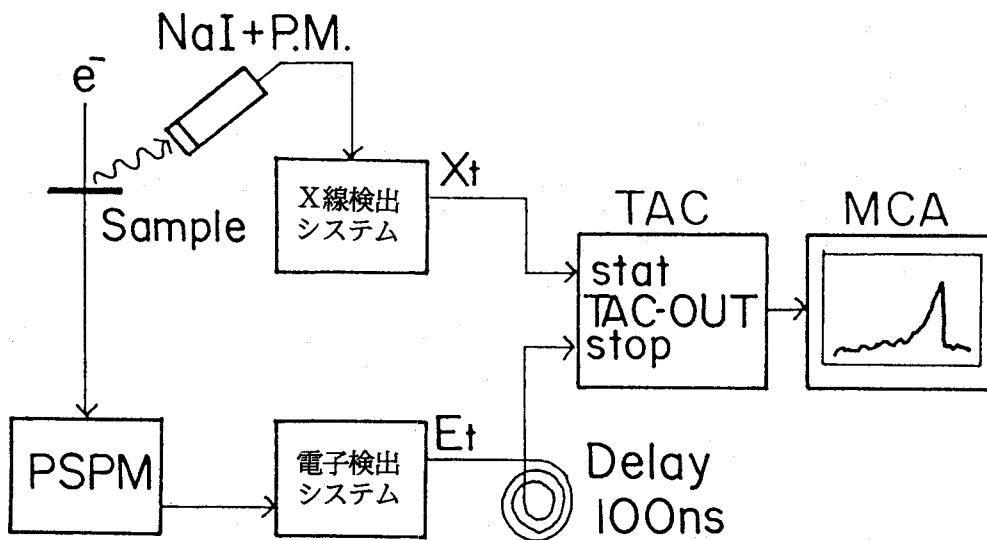 NaI+P.M.
e⁻
Sample
X線検出
システム
Xt
TAC
MCA
stat
TAC-OUT
stop
PSPM
電子検出
システム
Et
Delay
100ns